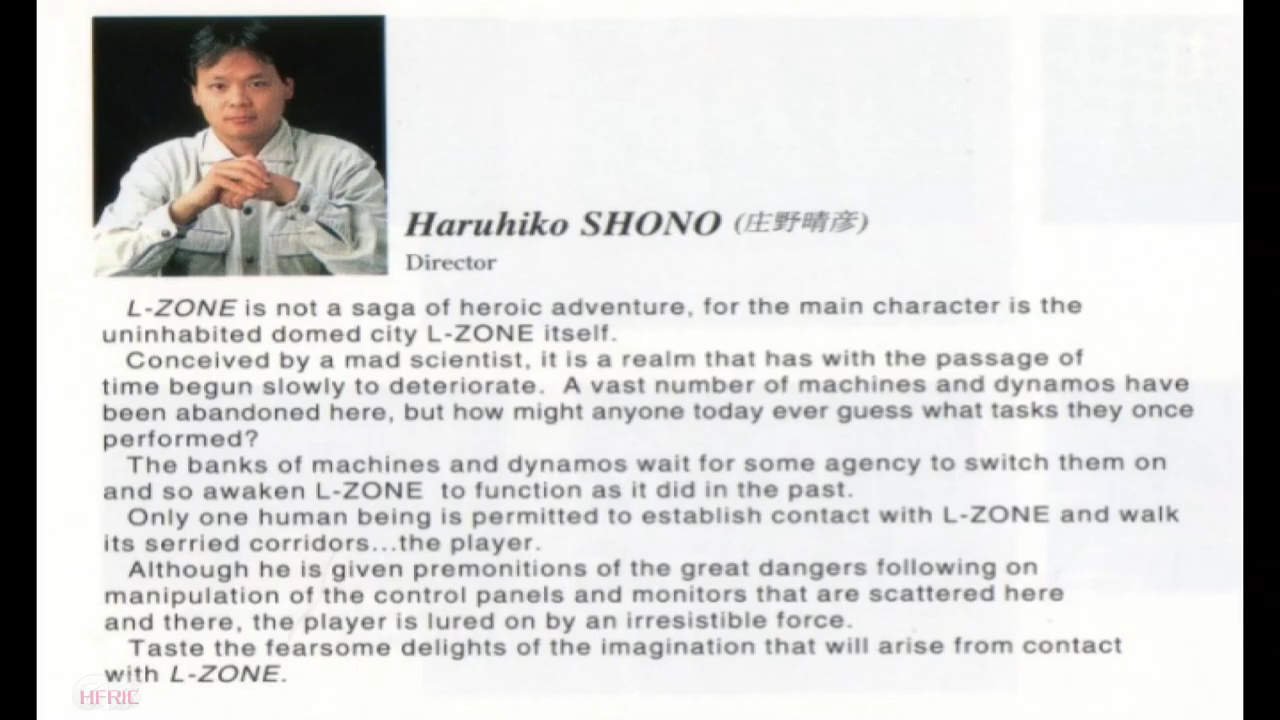 Haruhiko SHONO (庄野晴彦)
Director
L-ZONE is not a saga of heroic adventure, for the main character is the
uninhabited domed city L-ZONE itself.
Conceived by a mad scientist, it is a realm that has with the passage of
time begun slowly to deteriorate. A vast number of machines and dynamos have
been abandoned here, but how might anyone today ever guess what tasks they once
performed?
The banks of machines and dynamos wait for some agency to switch them on
and so awaken L-ZONE to function as it did in the past.
Only one human being is permitted to establish contact with L-ZONE and walk
its serried corridors...the player.
Although he is given premonitions of the great dangers following on
manipulation of the control panels and monitors that are scattered here
and there, the player is lured on by an irresistible force.
Taste the fearsome delights of the imagination that will arise from contact
with L-ZONE.
HFRIC